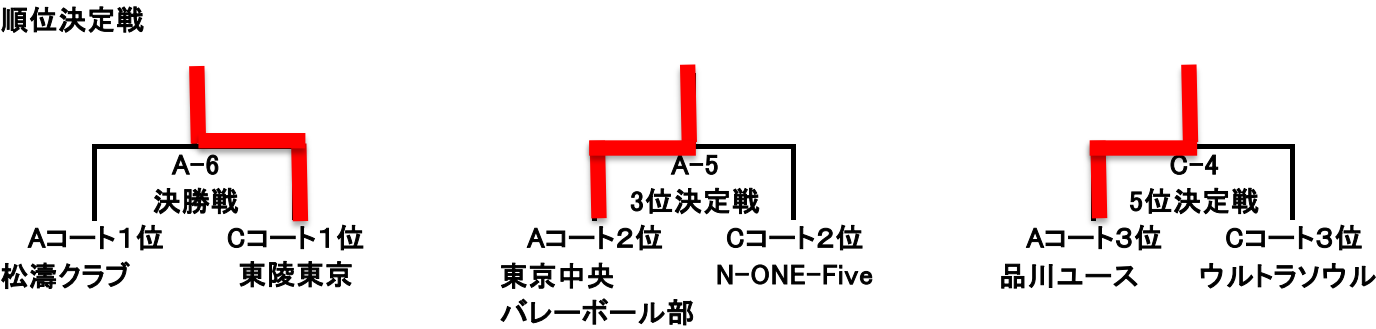 順位決定戦
A-6
決勝戦
Aコート１位
Cコート１位
松濤クラブ
東陵東京
A-5
3位決定戦
Aコート２位
Cコート２位
東京中央
バレーボール部
N-ONE-Five
C-4
5位決定戦
Aコート３位
Cコート３位
品川ユース
ウルトラソウル